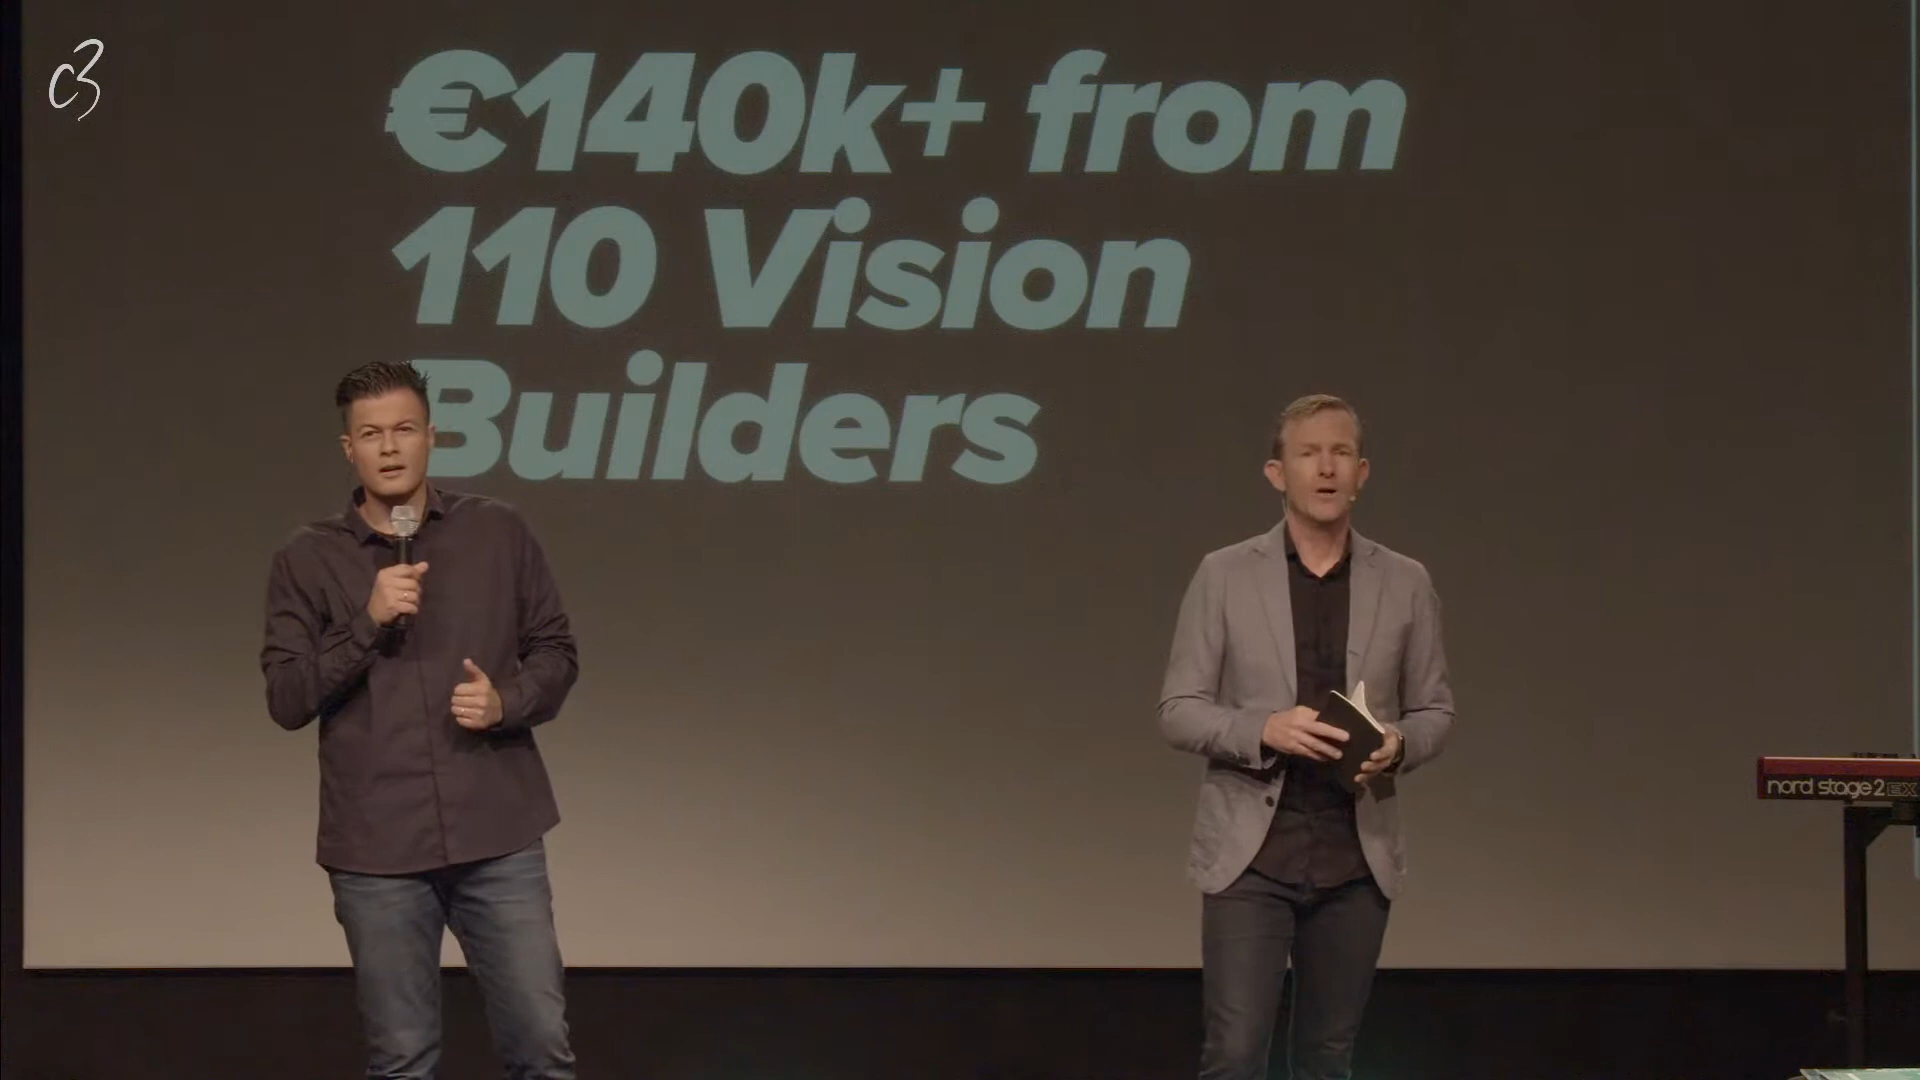 c3
€140k+ from
110 Vision
Builders
nord stage 2 EX